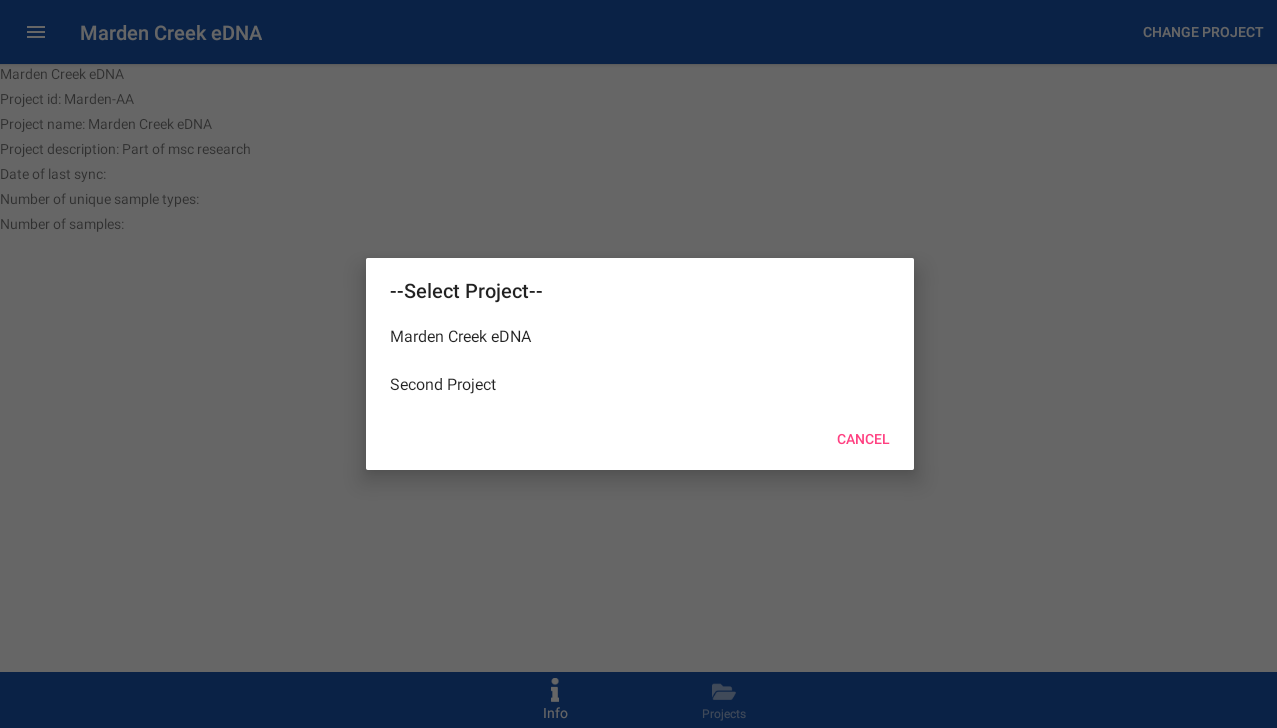 Marden Creek eDNA
CHANGE PROJECT
Marden Creek eDNA
Project id: Marden-AA
Project name: Marden Creek eDNA
Project description: Part of msc research
Date of last sync:
Number of unique sample types:
Number of samples:
--Select Project--
Marden Creek eDNA
Second Project
CANCEL
Info
Projects